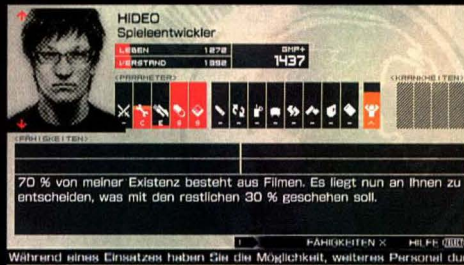 HIDEO
Spieleentwickler
LEBEN 1272
VERSTAND 1392
GMP+
1437
<PARAMETER>
<KRANKHEITEN>
<FÄHIGKEITEN>
70 % von meiner Existenz besteht aus Filmen. Es liegt nun an Ihnen zu
entscheiden, was mit den restlichen 30 % geschehen soll.
FÄHIGKEITEN X HILFE
Während eines Einsatzes haben Sie die Möglichkeit, weiteres Personal